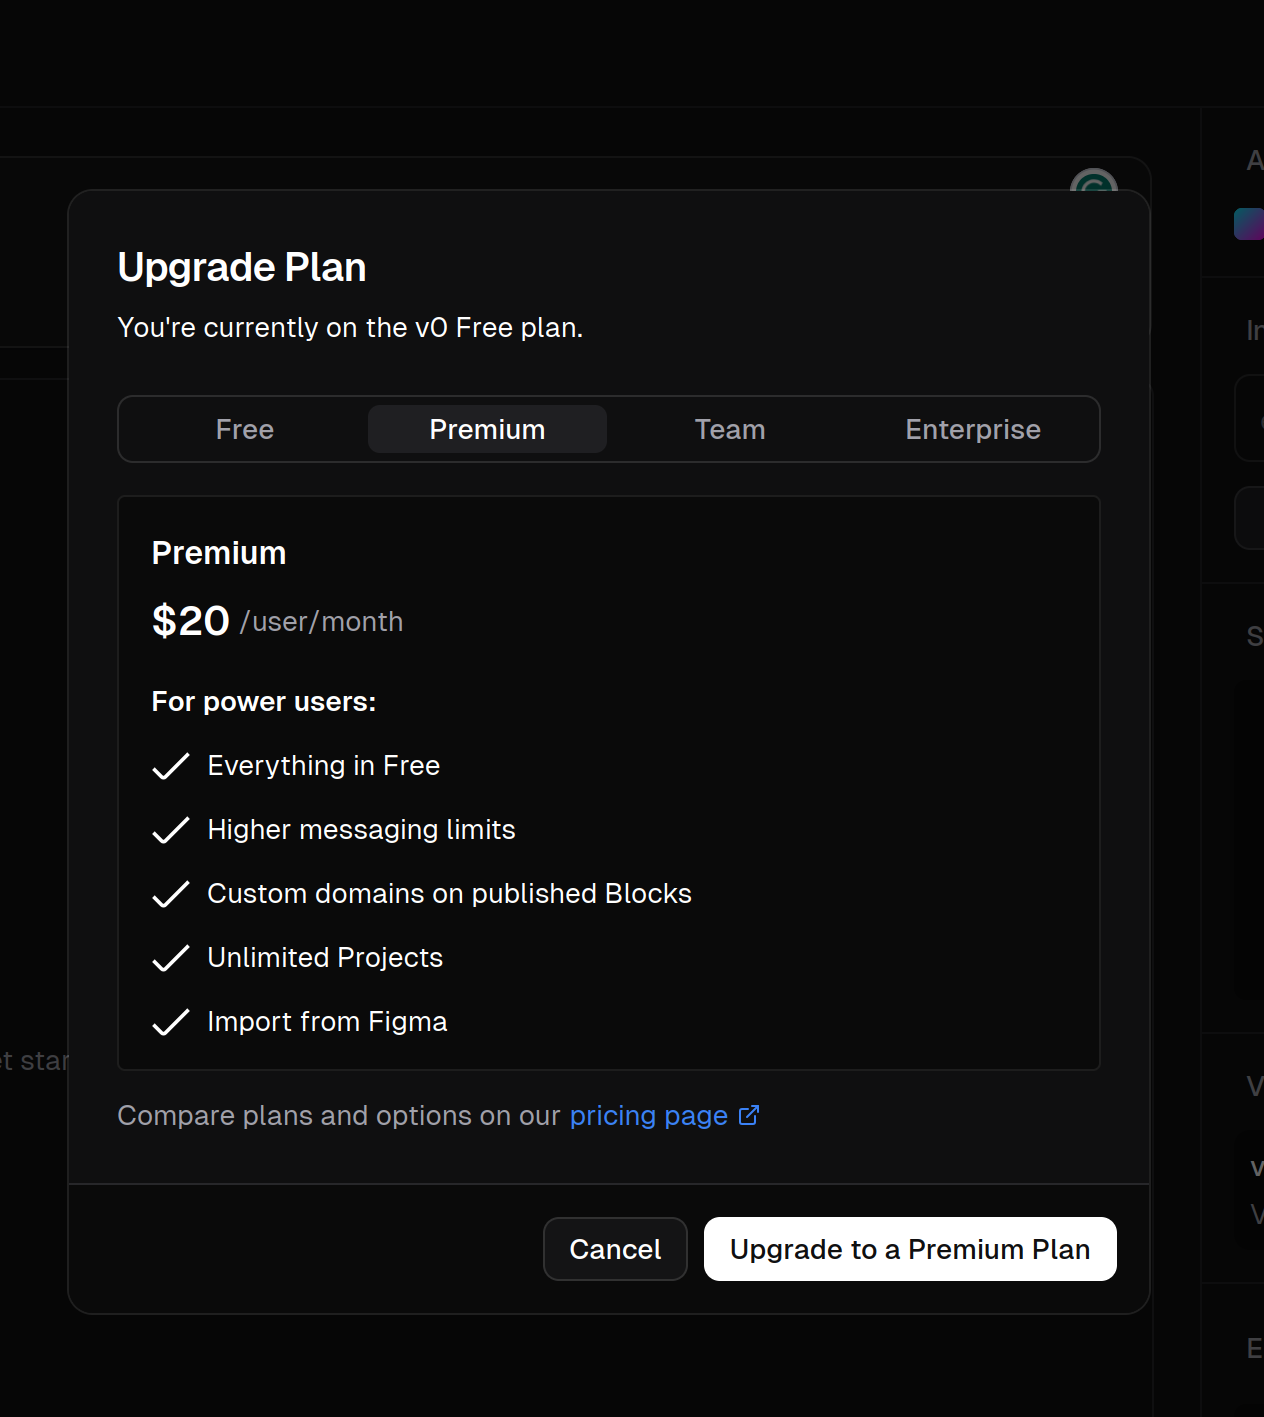 Upgrade Plan
You're currently on the v0 Free plan.
Free Premium Team Enterprise
Premium
$20 /user/month
For power users:
Everything in Free
Higher messaging limits
Custom domains on published Blocks
Unlimited Projects
Import from Figma
Compare plans and options on our pricing page
Cancel Upgrade to a Premium Plan